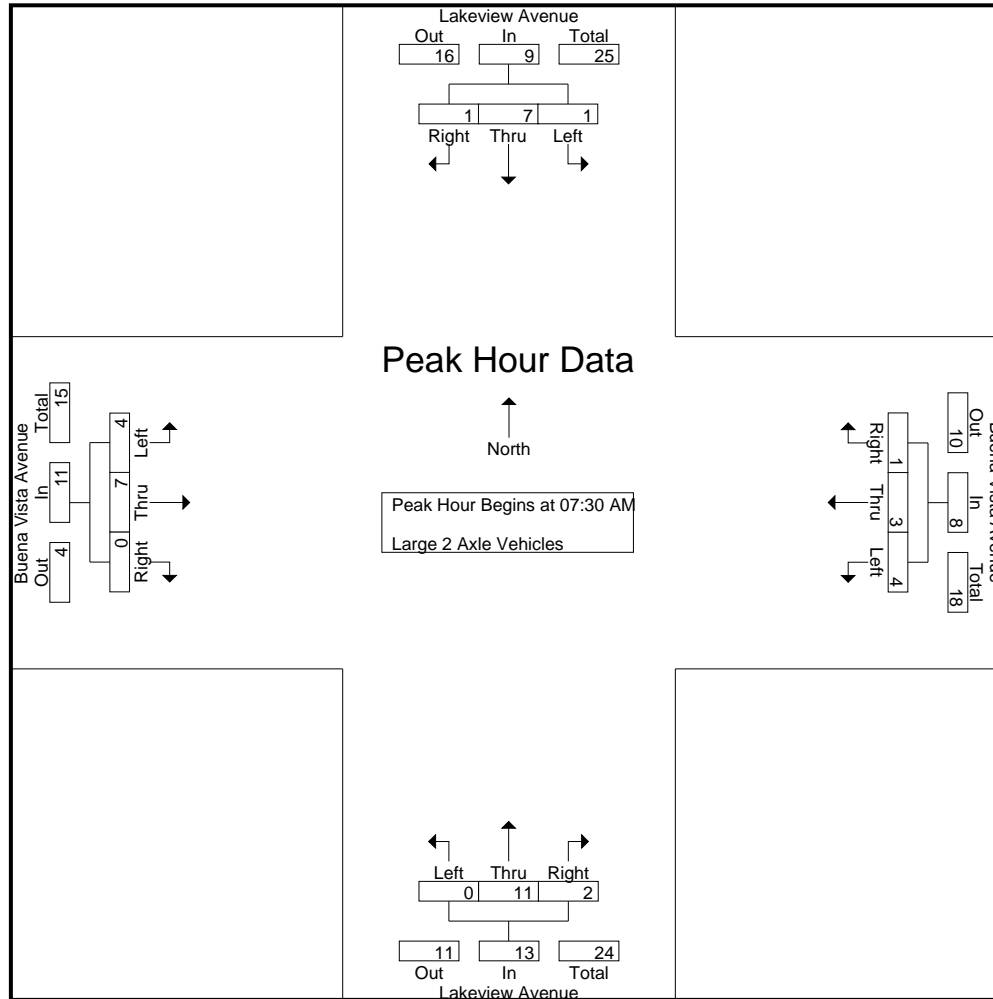 Lakeview Avenue
Out In Total
16 9 25
1 7 1
Right Thru Left
Peak Hour Data
North
Peak Hour Begins at 07:30 AM
Large 2 Axle Vehicles
Buena Vista Avenue
Total In Out
15 11 4
4 7 0
Left Thru Right
Out In Total
10 8 18
1 3 4
Right Thru Left
Left Thru Right
0 11 2
11 13 24
Out In Total
Lakeview Avenue